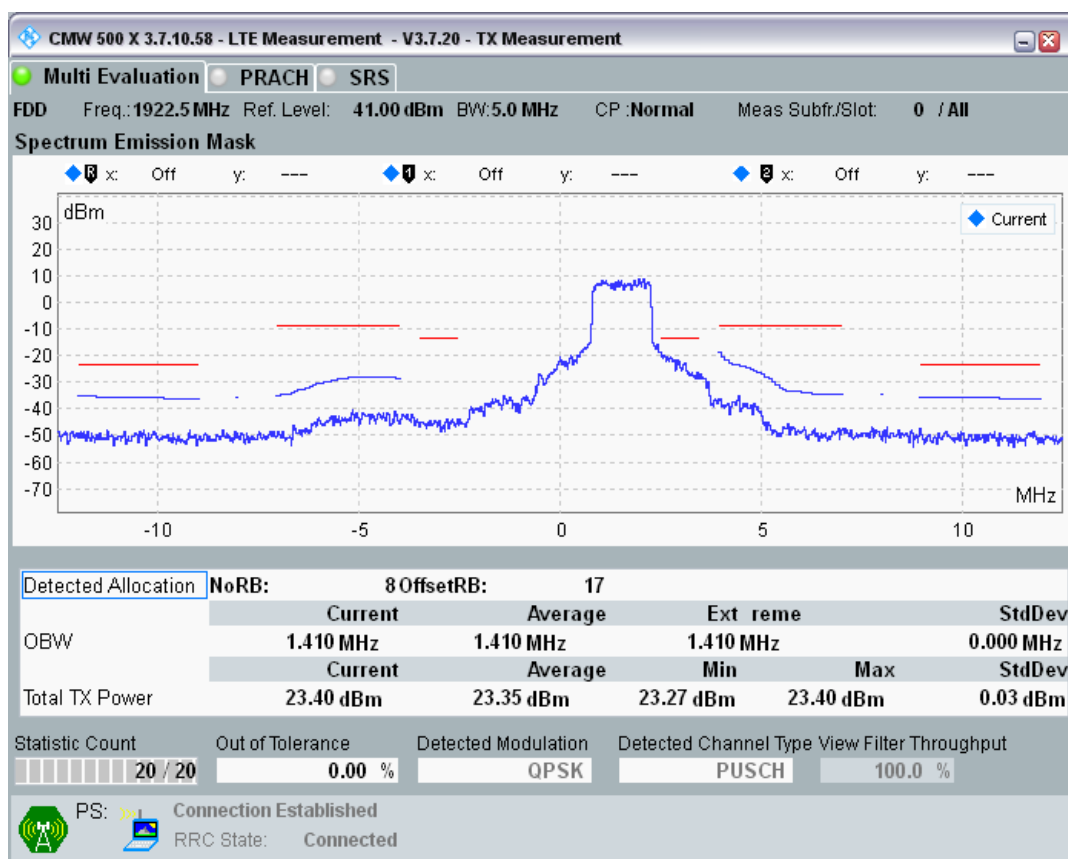 CMW 500 X 3.7.10.58 - LTE Measurement - V3.7.20 - TX Measurement
Multi Evaluation PRACH SRS
FDD Freq.: 1922.5 MHz Ref. Level: 41.00 dBm BW: 5.0 MHz CP : Normal Meas Subfr./Slot: 0 / All
Spectrum Emission Mask
R x: Off y: --- 1 x: Off y: --- 2 x: Off y: ---
dBm
Current
30
20
10
0
-10
-20
-30
-40
-50
-60
-70
MHz
-10 -5 0 5 10
Detected Allocation NoRB: 8 OffsetRB: 17
Current Average Ext reme StdDev
OBW 1.410 MHz 1.410 MHz 1.410 MHz 0.000 MHz
Current Average Min Max StdDev
Total TX Power 23.40 dBm 23.35 dBm 23.27 dBm 23.40 dBm 0.03 dBm
Statistic Count Out of Tolerance Detected Modulation Detected Channel Type View Filter Throughput
20 / 20 0.00 % QPSK PUSCH 100.0 %
PS: Connection Established
RRC State: Connected